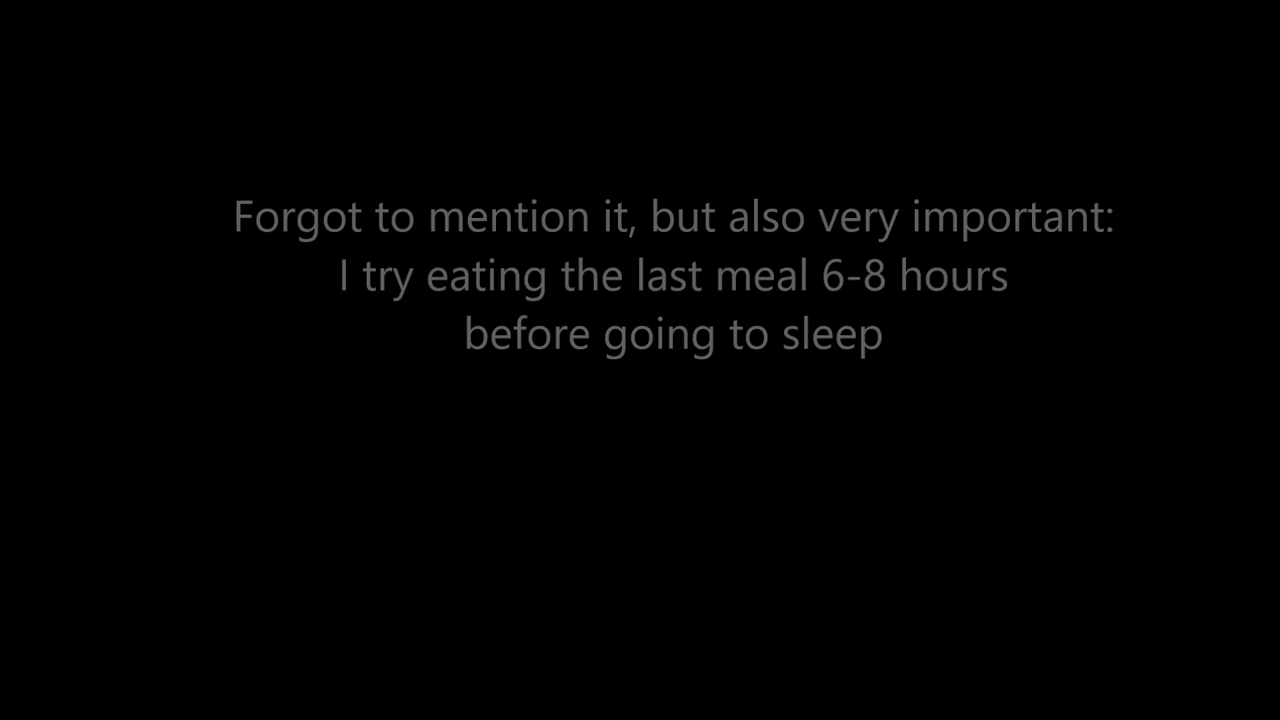 Forgot to mention it, but also very important:
I try eating the last meal 6-8 hours
before going to sleep